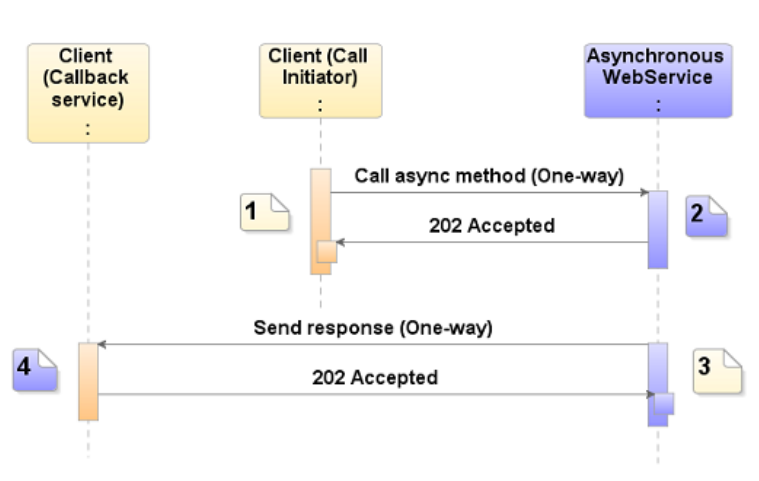 Client
(Callback
service)
:
Client (Call
Initiator)
:
Asynchronous
WebService
:
Call async method (One-way)
1
2
202 Accepted
Send response (One-way)
4
3
202 Accepted